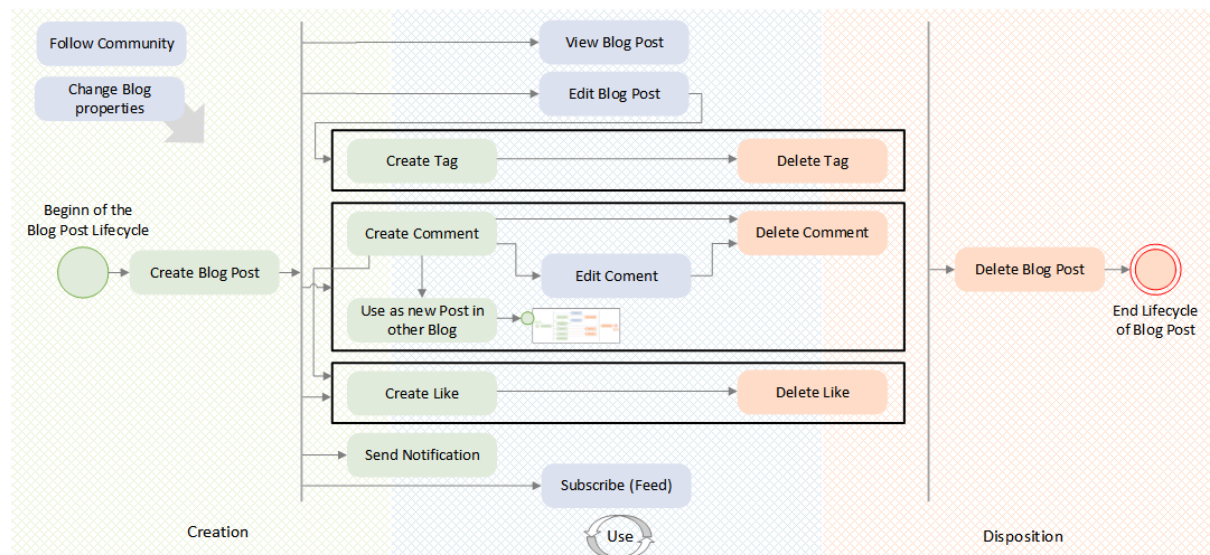 Follow Community
View Blog Post
Change Blog
properties
Edit Blog Post
Create Tag
Delete Tag
Beginn of the
Blog Post Lifecycle
Create Comment
Delete Comment
Create Blog Post
Edit Coment
Delete Blog Post
Use as new Post in
other Blog
End Lifecycle
of Blog Post
Create Like
Delete Like
Send Notification
Subscribe (Feed)
Creation
Use
Disposition